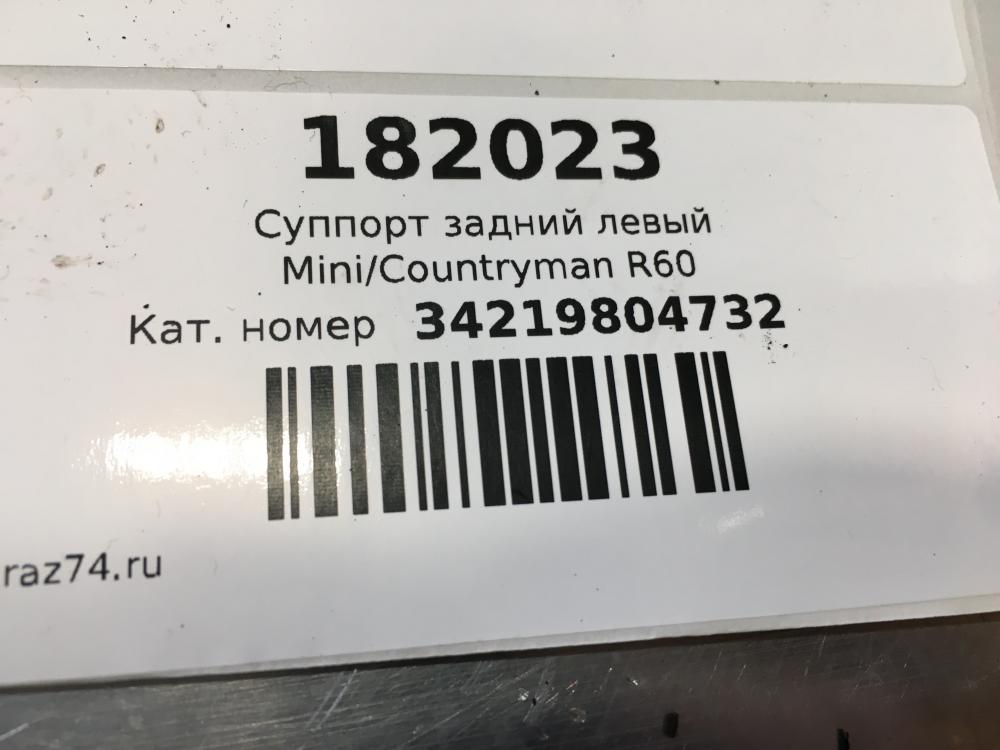 182023
Суппорт задний левый
Mini/Countryman R60
Кат. номер 34219804732
raz74.ru